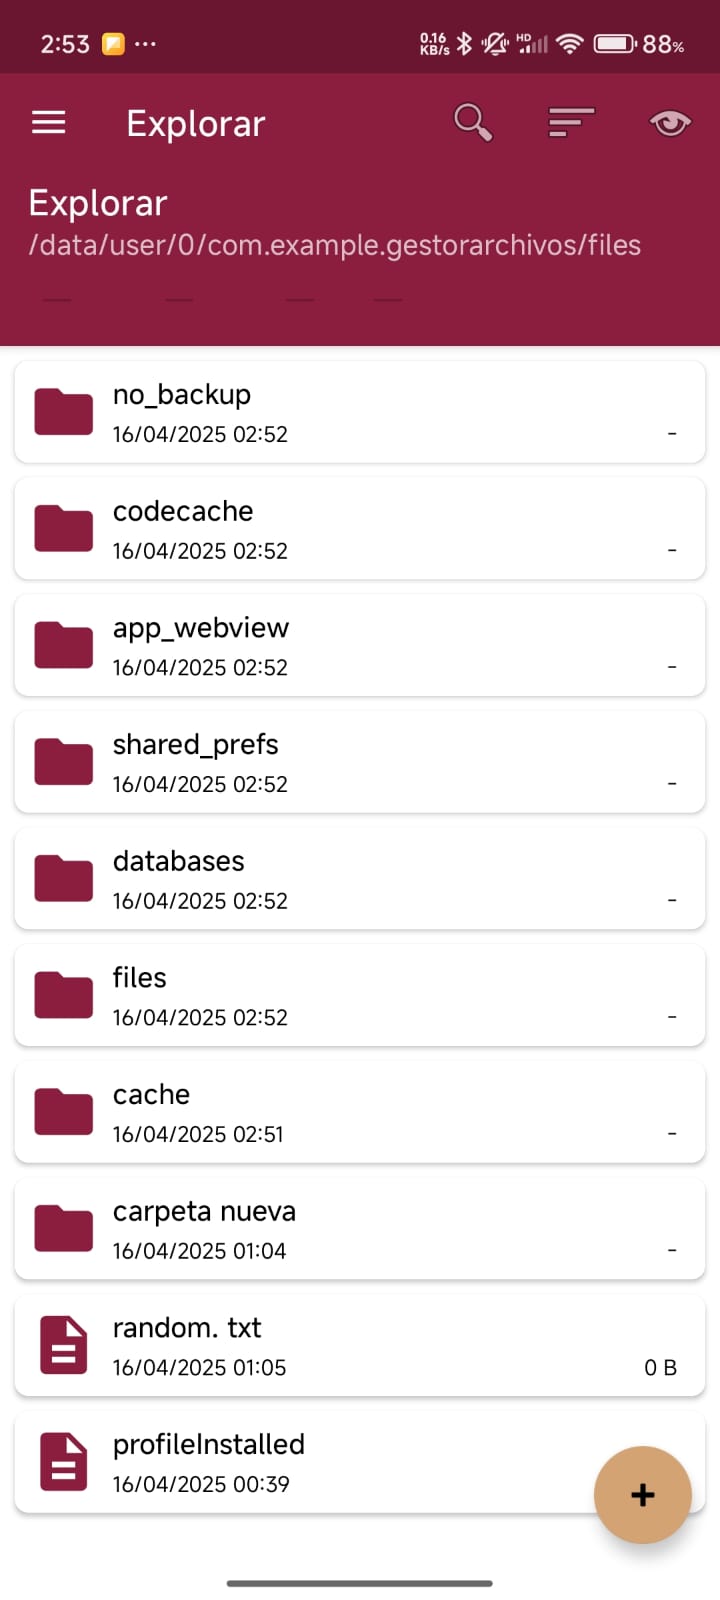 2:53
0.16 KB/s HD 88%
Explorar
Explorar
/data/user/0/com.example.gestorarchivos/files
no_backup
16/04/2025 02:52 -
codecache
16/04/2025 02:52 -
app_webview
16/04/2025 02:52 -
shared_prefs
16/04/2025 02:52 -
databases
16/04/2025 02:52 -
files
16/04/2025 02:52 -
cache
16/04/2025 02:51 -
carpeta nueva
16/04/2025 01:04 -
random. txt
16/04/2025 01:05 0 B
profileInstalled
16/04/2025 00:39
+